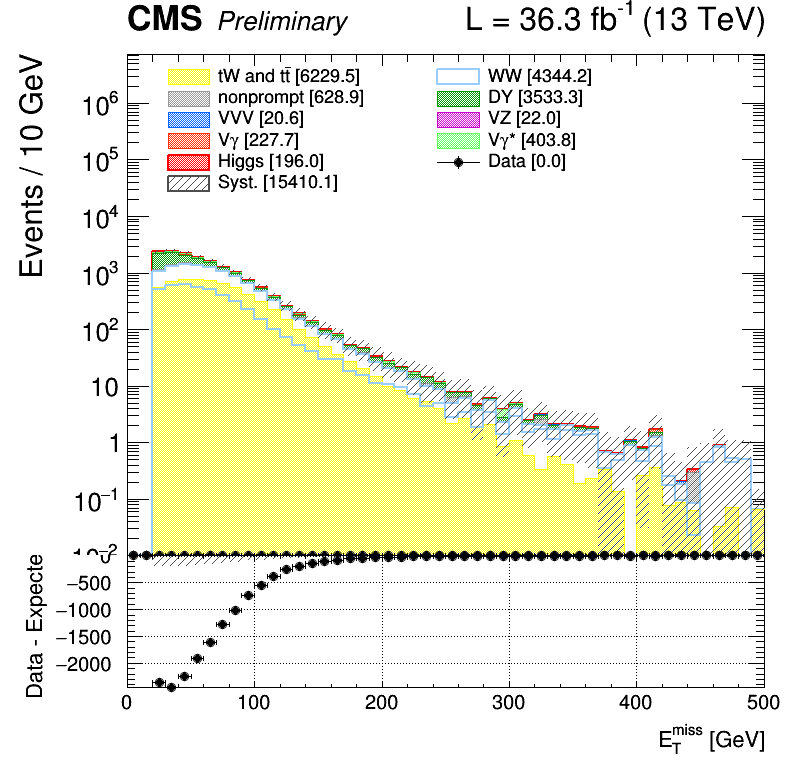 CMS Preliminary L = 36.3 fb⁻¹ (13 TeV)
Events / 10 GeV
tW and tt̄ [6229.5]
nonprompt [628.9]
VVV [20.6]
Vγ [227.7]
Higgs [196.0]
Syst. [15410.1]
WW [4344.2]
DY [3533.3]
VZ [22.0]
Vγ* [403.8]
Data [0.0]
10⁶
10⁵
10⁴
10³
10²
10
1
10⁻¹
Data - Expecte
−500
−1000
−1500
−2000
0 100 200 300 400 500
E_T^miss [GeV]